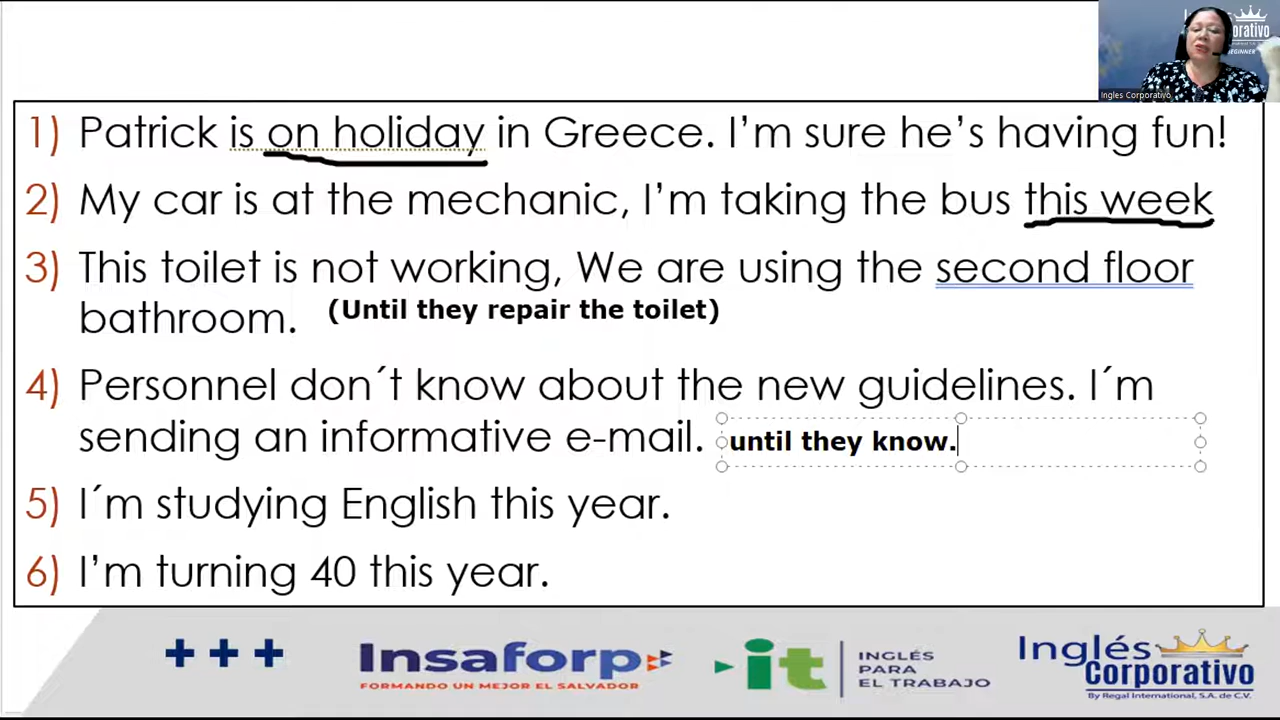 orporativo
BEGINNER
Ingles Corporativo
1) Patrick is on holiday in Greece. I’m sure he’s having fun!
2) My car is at the mechanic, I’m taking the bus this week
3) This toilet is not working, We are using the second floor
bathroom. (Until they repair the toilet)
4) Personnel don´t know about the new guidelines. I´m
sending an informative e-mail. until they know.
5) I´m studying English this year.
6) I’m turning 40 this year.
Insaforp
FORMANDO UN MEJOR EL SALVADOR
it
INGLÉS
PARA
EL TRABAJO
Inglés
Corporativo
By Regal International, S.A. de C.V.